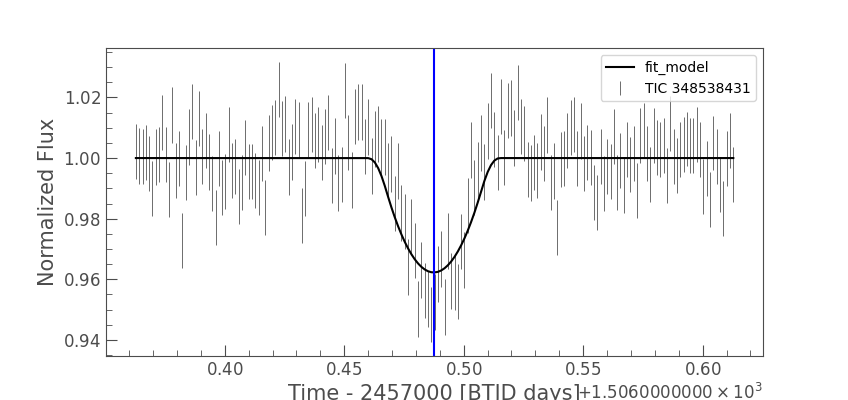 fit_model
TIC 348538431
Normalized Flux
1.02
1.00
0.98
0.96
0.94
0.40 0.45 0.50 0.55 0.60
Time - 2457000 [BTJD days]
+1.5060000000 × 10³